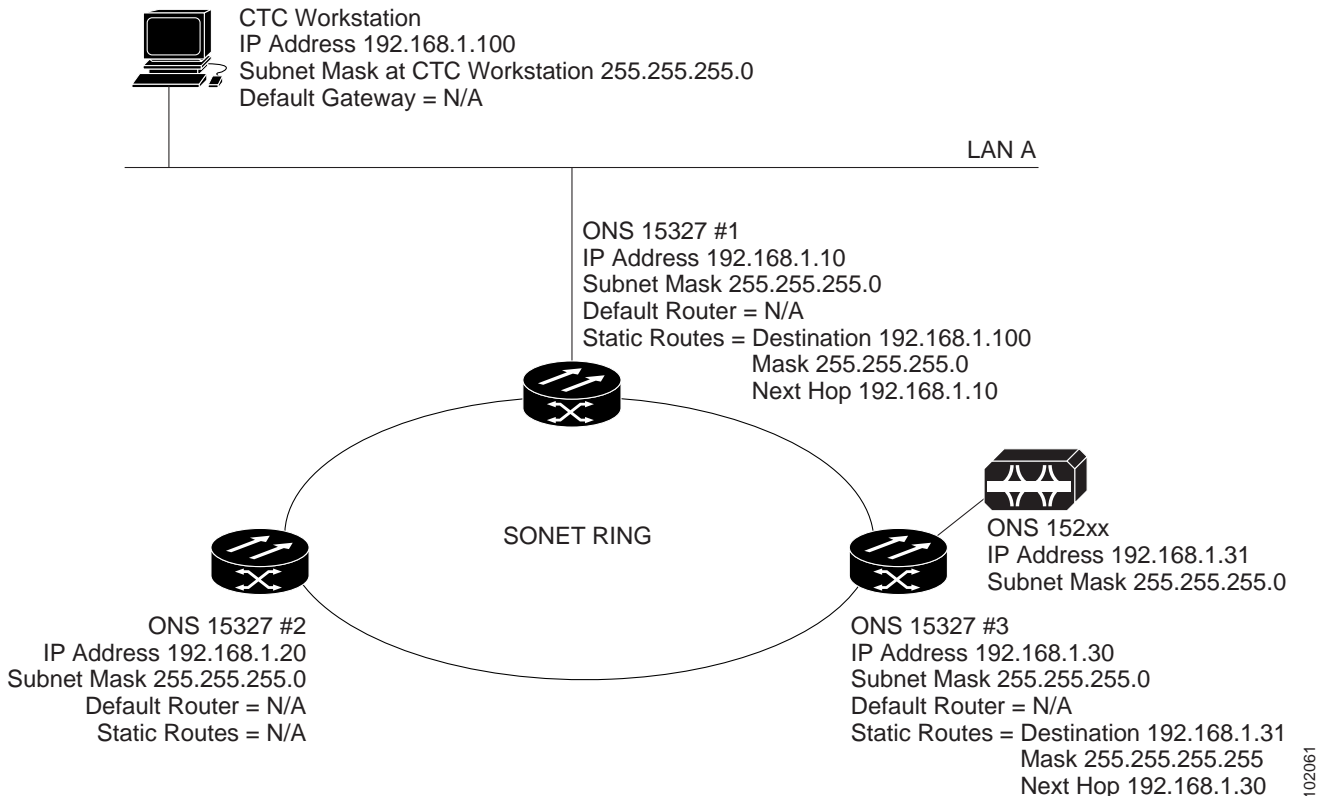 CTC Workstation
IP Address 192.168.1.100
Subnet Mask at CTC Workstation 255.255.255.0
Default Gateway = N/A
LAN A
ONS 15327 #1
IP Address 192.168.1.10
Subnet Mask 255.255.255.0
Default Router = N/A
Static Routes = Destination 192.168.1.100
Mask 255.255.255.0
Next Hop 192.168.1.10
SONET RING
ONS 152xx
IP Address 192.168.1.31
Subnet Mask 255.255.255.0
ONS 15327 #2
IP Address 192.168.1.20
Subnet Mask 255.255.255.0
Default Router = N/A
Static Routes = N/A
ONS 15327 #3
IP Address 192.168.1.30
Subnet Mask 255.255.255.0
Default Router = N/A
Static Routes = Destination 192.168.1.31
Mask 255.255.255.255
Next Hop 192.168.1.30
102061